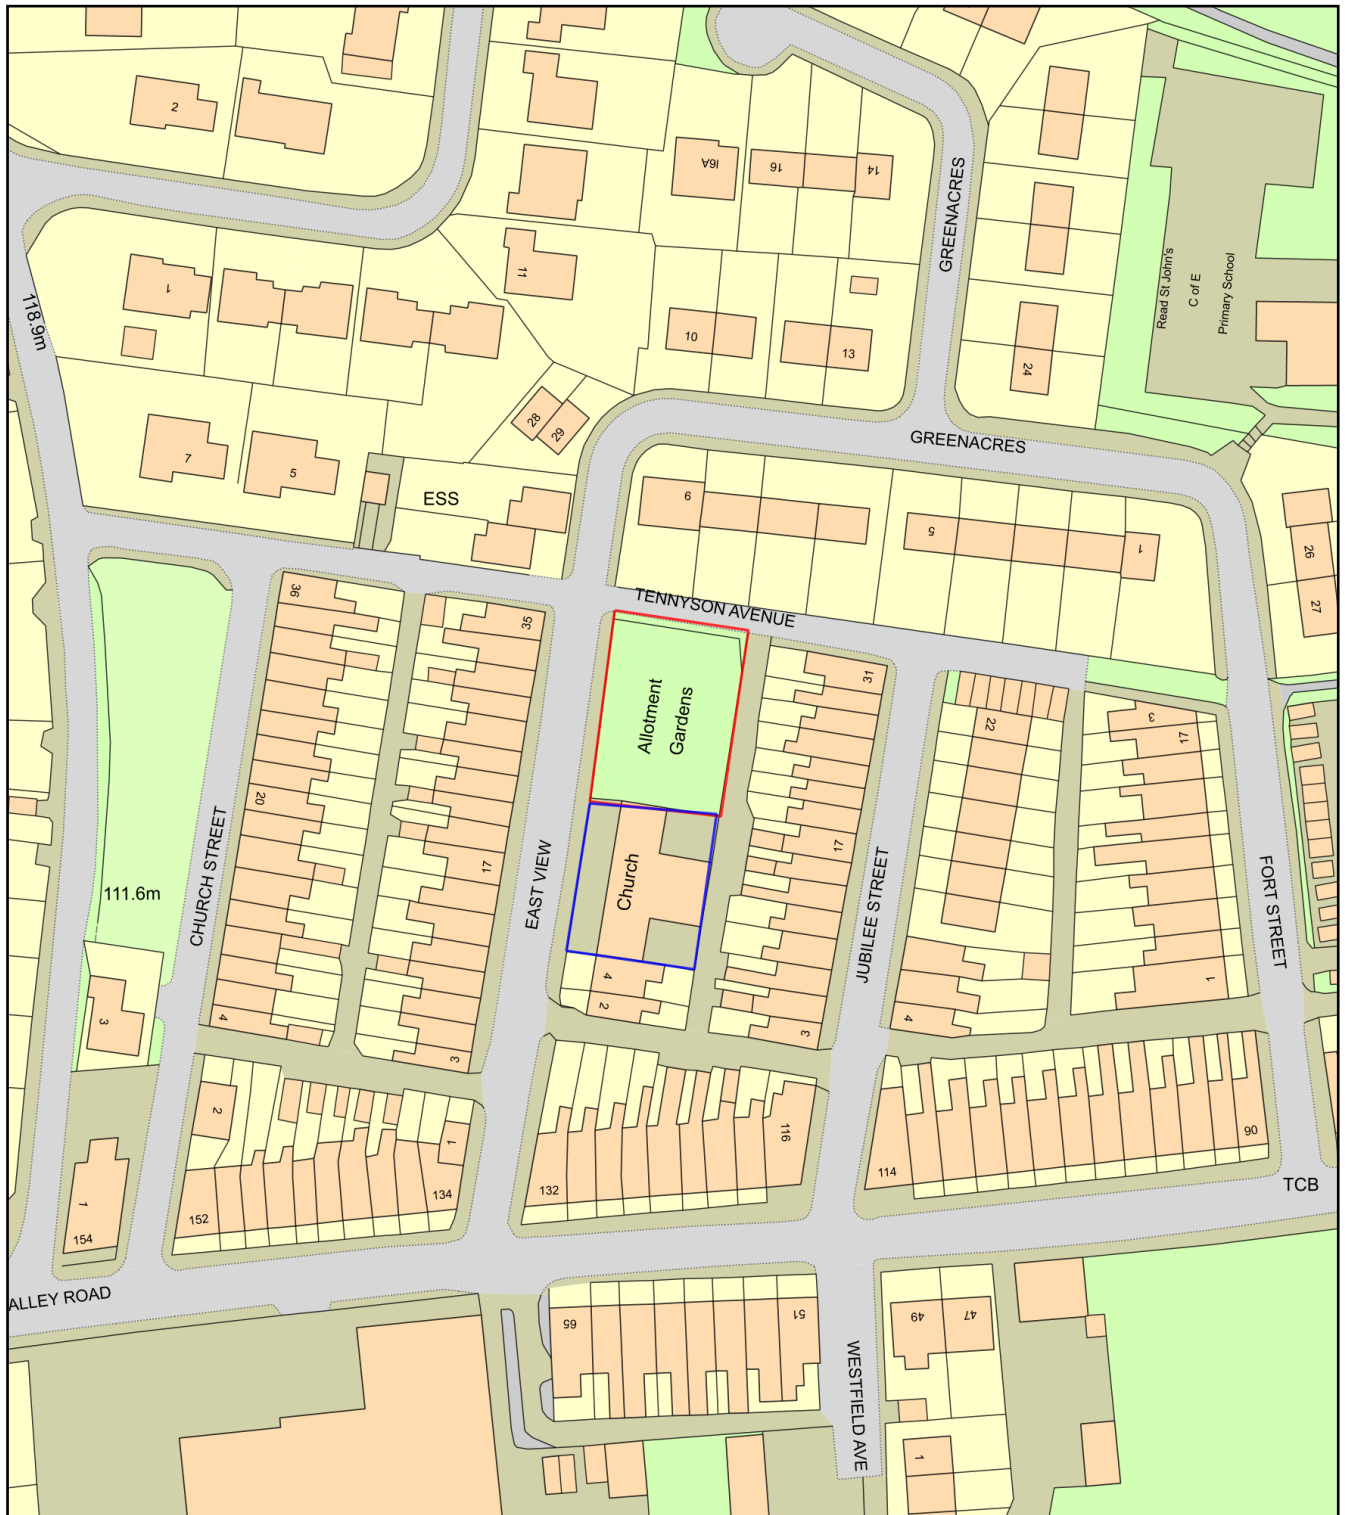 2
16A
16
14
GREENACRES
Read St John's
C of E
Primary School
1
11
118.9m
10
13
24
28
29
7
5
GREENACRES
ESS
6
5
1
26
27
36
35
TENNYSON AVENUE
31
Allotment
Gardens
22
3
17
20
17
17
CHURCH STREET
EAST VIEW
Church
JUBILEE STREET
FORT STREET
111.6m
4
2
1
3
4
3
3
4
2
1
116
90
114
132
134
152
1
154
TCB
ALLEY ROAD
65
51
49
47
WESTFIELD AVE
1